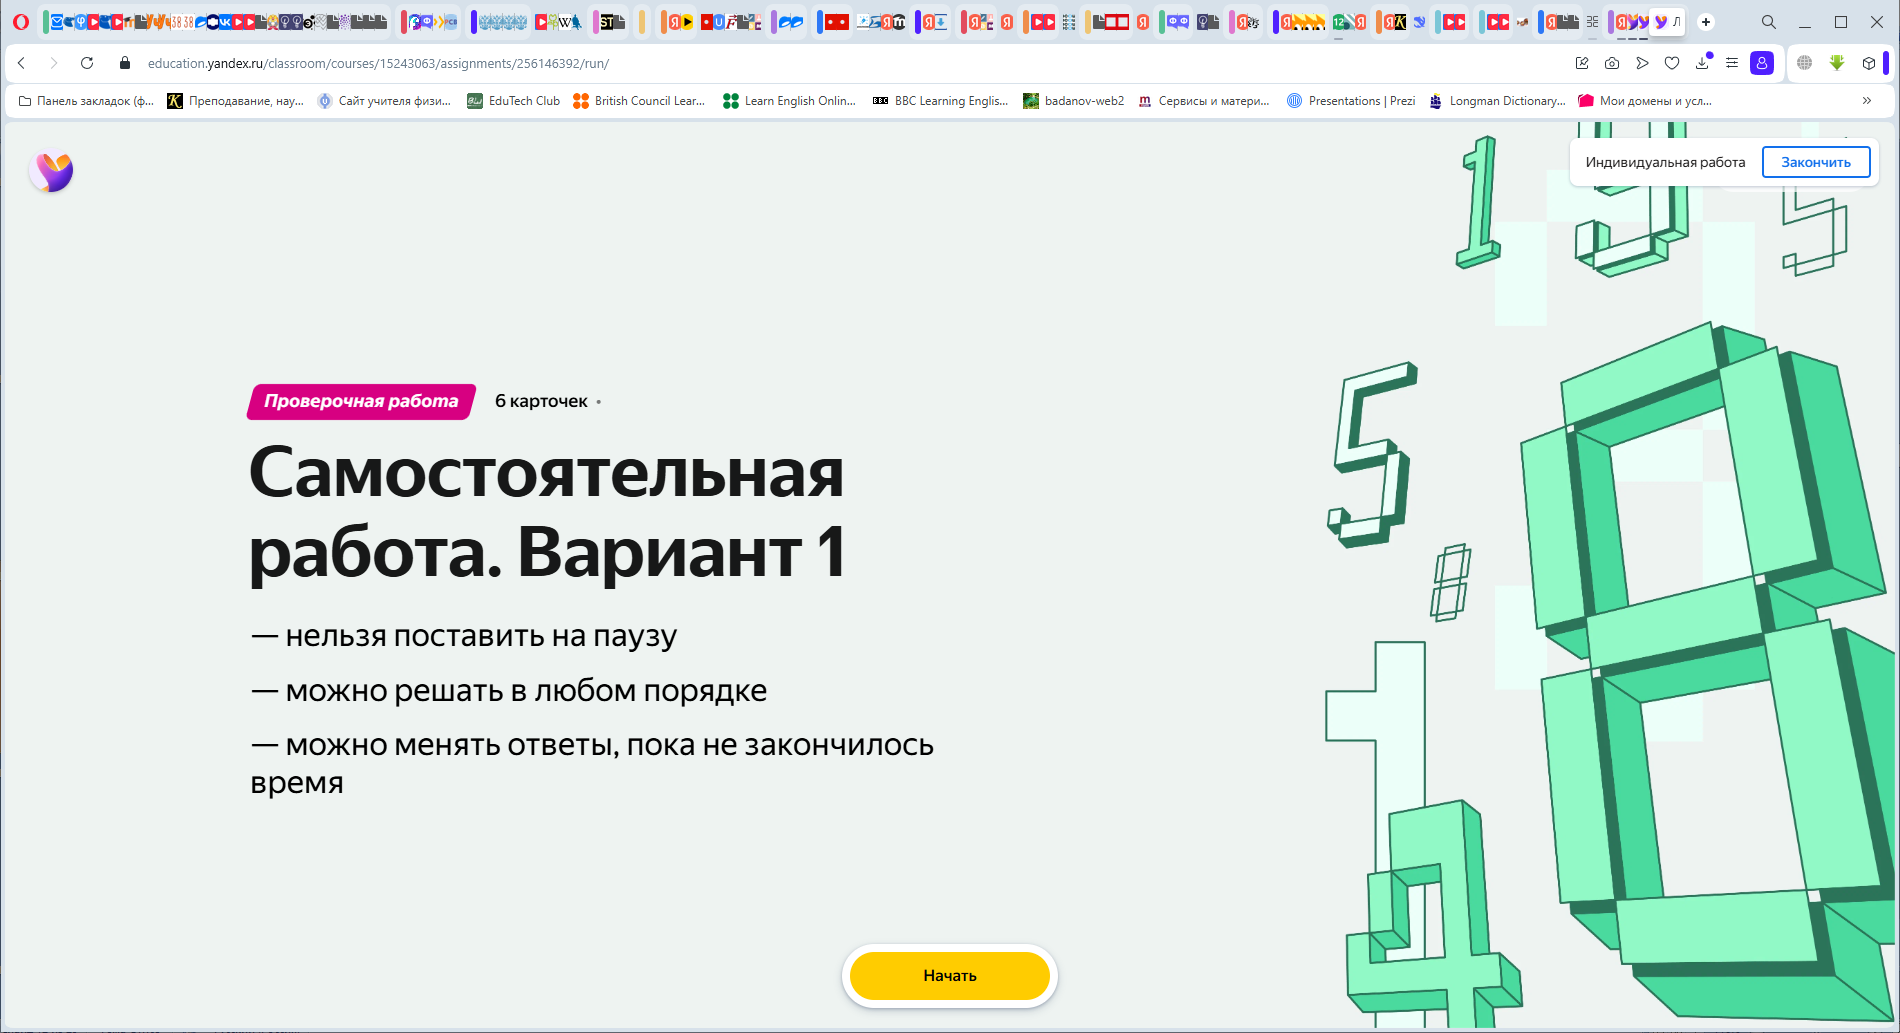 education.yandex.ru/classroom/courses/15243063/assignments/256146392/run/
Панель закладок (ф...
Преподавание, нау...
Сайт учителя физи...
EduTech Club
British Council Lear...
Learn English Onlin...
BBC Learning Englis...
badanov-web2
Сервисы и матери...
Presentations | Prezi
Longman Dictionary...
Мои домены и усл...
Индивидуальная работа
Закончить
Проверочная работа
6 карточек •
Самостоятельная
работа. Вариант 1
— нельзя поставить на паузу
— можно решать в любом порядке
— можно менять ответы, пока не закончилось
время
Начать